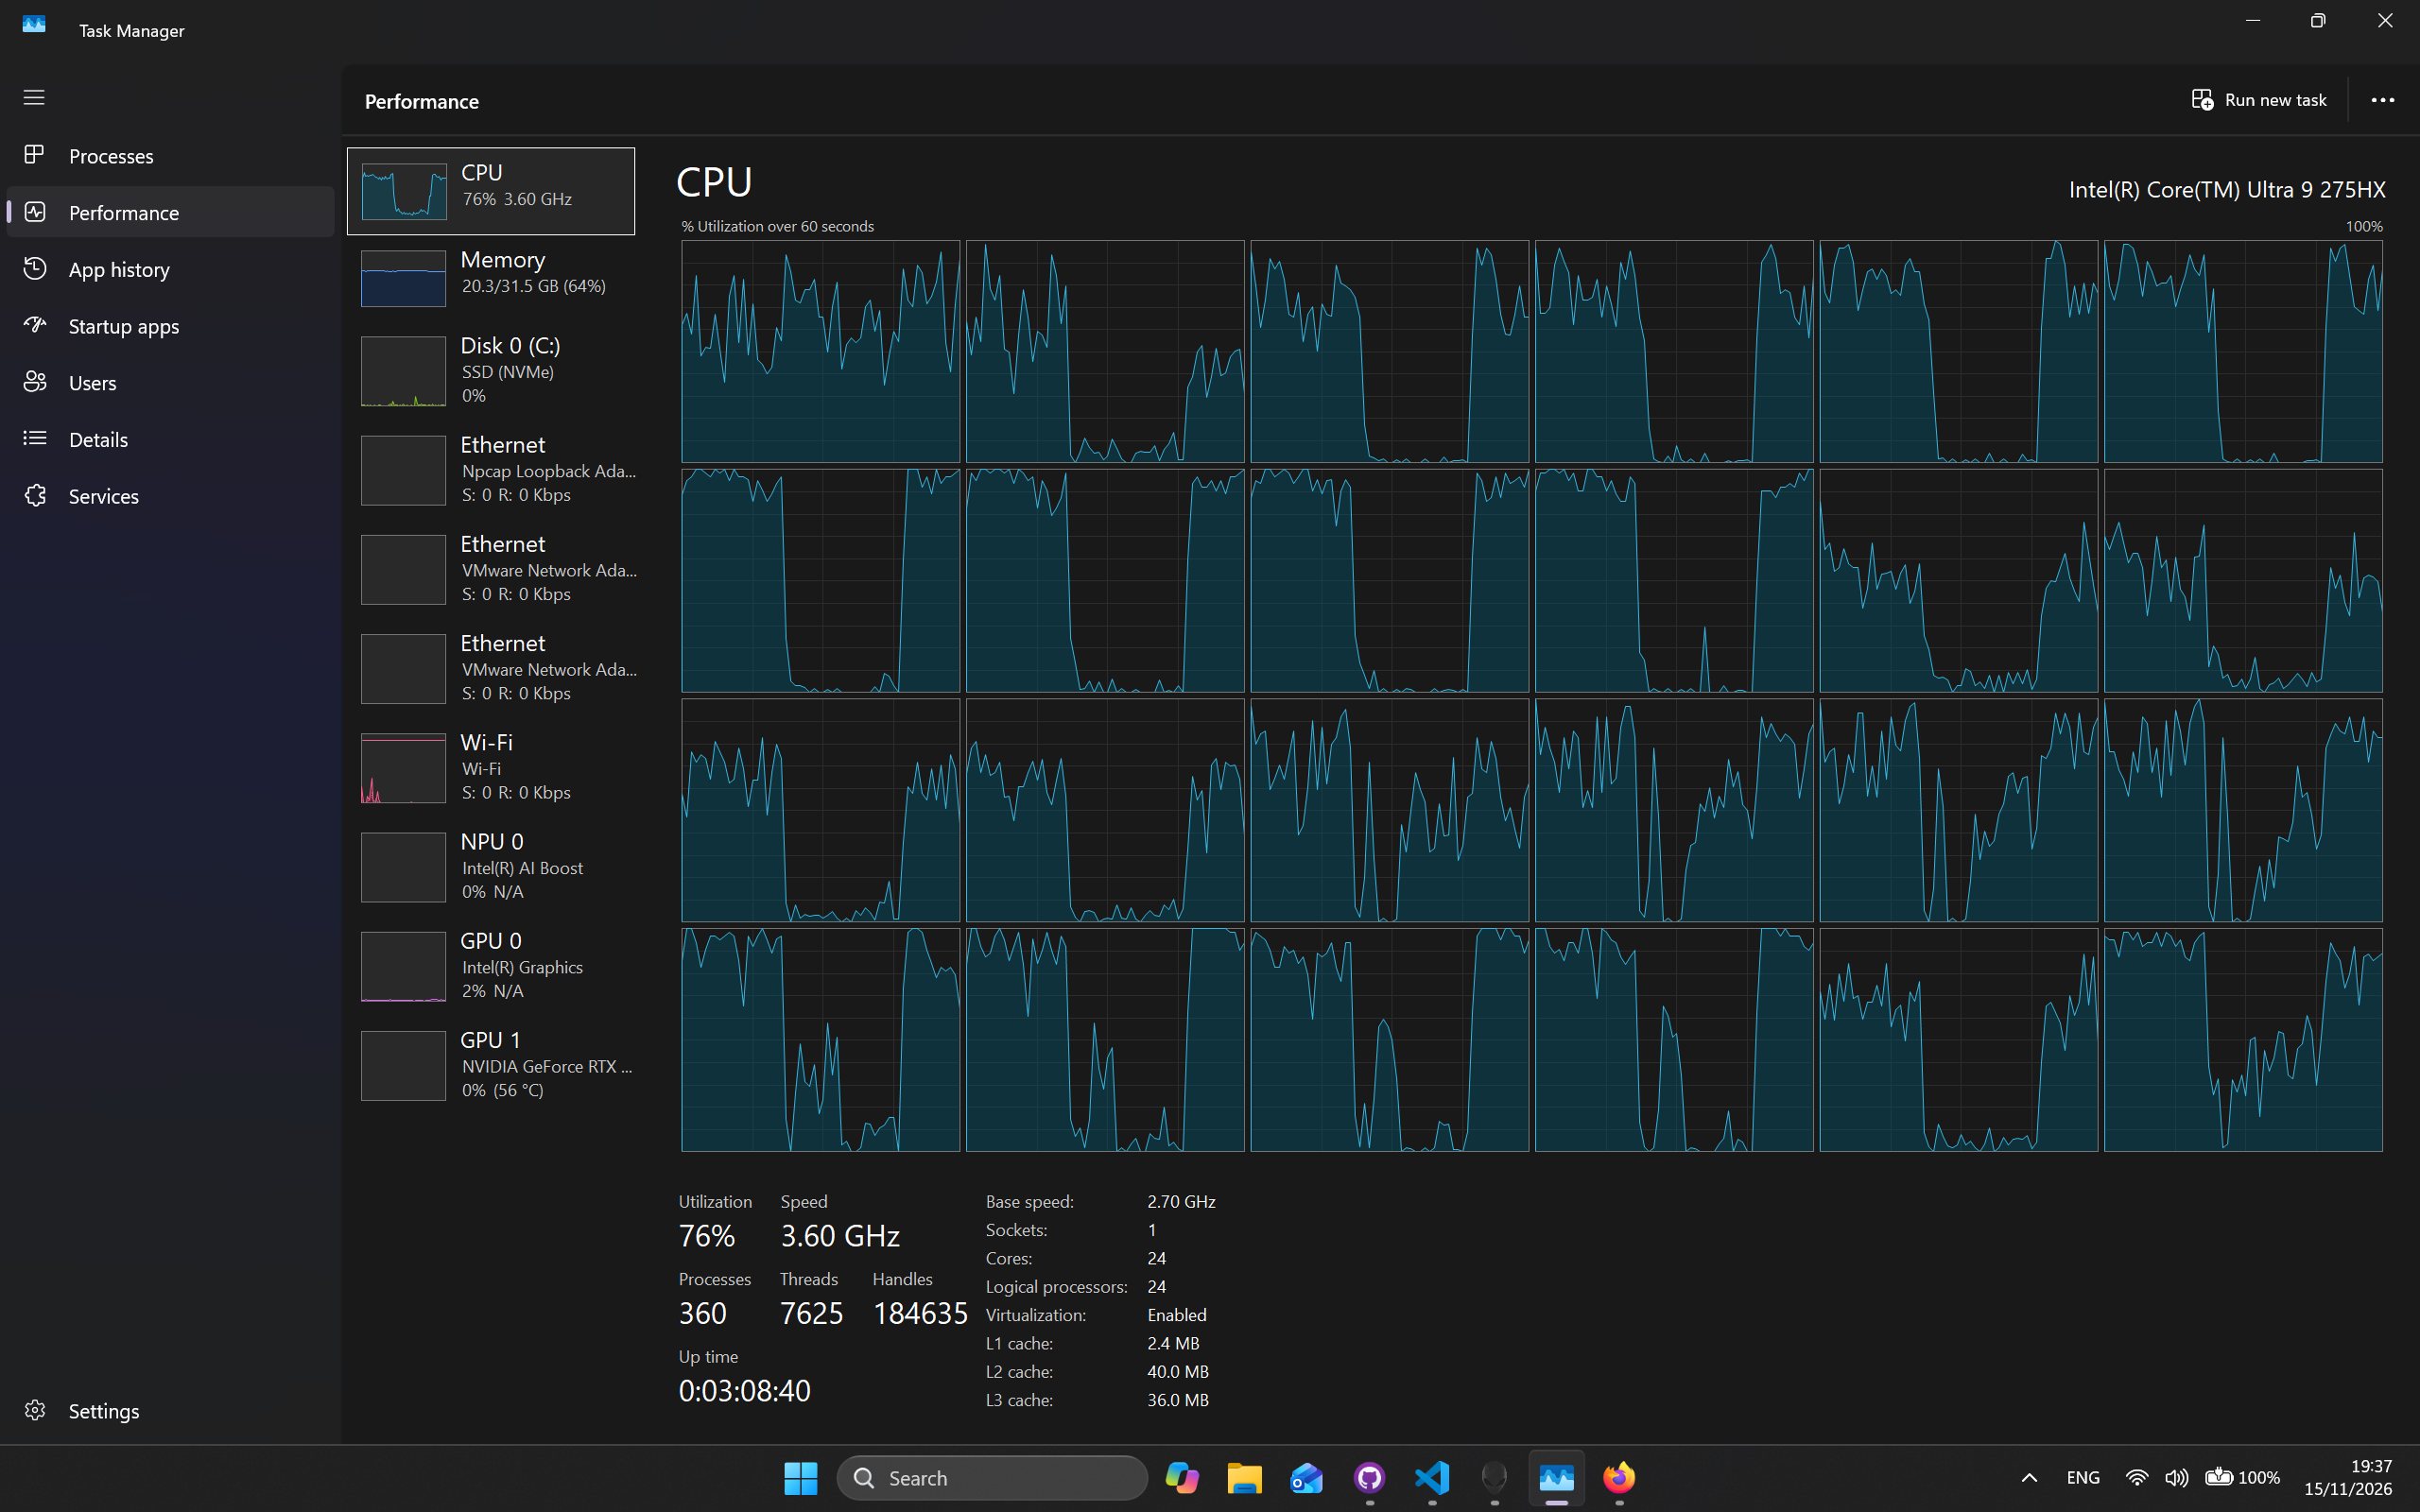 Task Manager
Performance
Run new task
Processes
Performance
App history
Startup apps
Users
Details
Services
Settings
CPU
76% 3.60 GHz
Memory
20.3/31.5 GB (64%)
Disk 0 (C:)
SSD (NVMe)
0%
Ethernet
Npcap Loopback Ada...
S: 0 R: 0 Kbps
Ethernet
VMware Network Ada...
S: 0 R: 0 Kbps
Ethernet
VMware Network Ada...
S: 0 R: 0 Kbps
Wi-Fi
Wi-Fi
S: 0 R: 0 Kbps
NPU 0
Intel(R) AI Boost
0% N/A
GPU 0
Intel(R) Graphics
2% N/A
GPU 1
NVIDIA GeForce RTX ...
0% (56 °C)
CPU
Intel(R) Core(TM) Ultra 9 275HX
% Utilization over 60 seconds
100%
Utilization Speed
76% 3.60 GHz
Processes Threads Handles
360 7625 184635
Up time
0:03:08:40
Base speed: 2.70 GHz
Sockets: 1
Cores: 24
Logical processors: 24
Virtualization: Enabled
L1 cache: 2.4 MB
L2 cache: 40.0 MB
L3 cache: 36.0 MB
Search
ENG
100%
19:37
15/11/2026